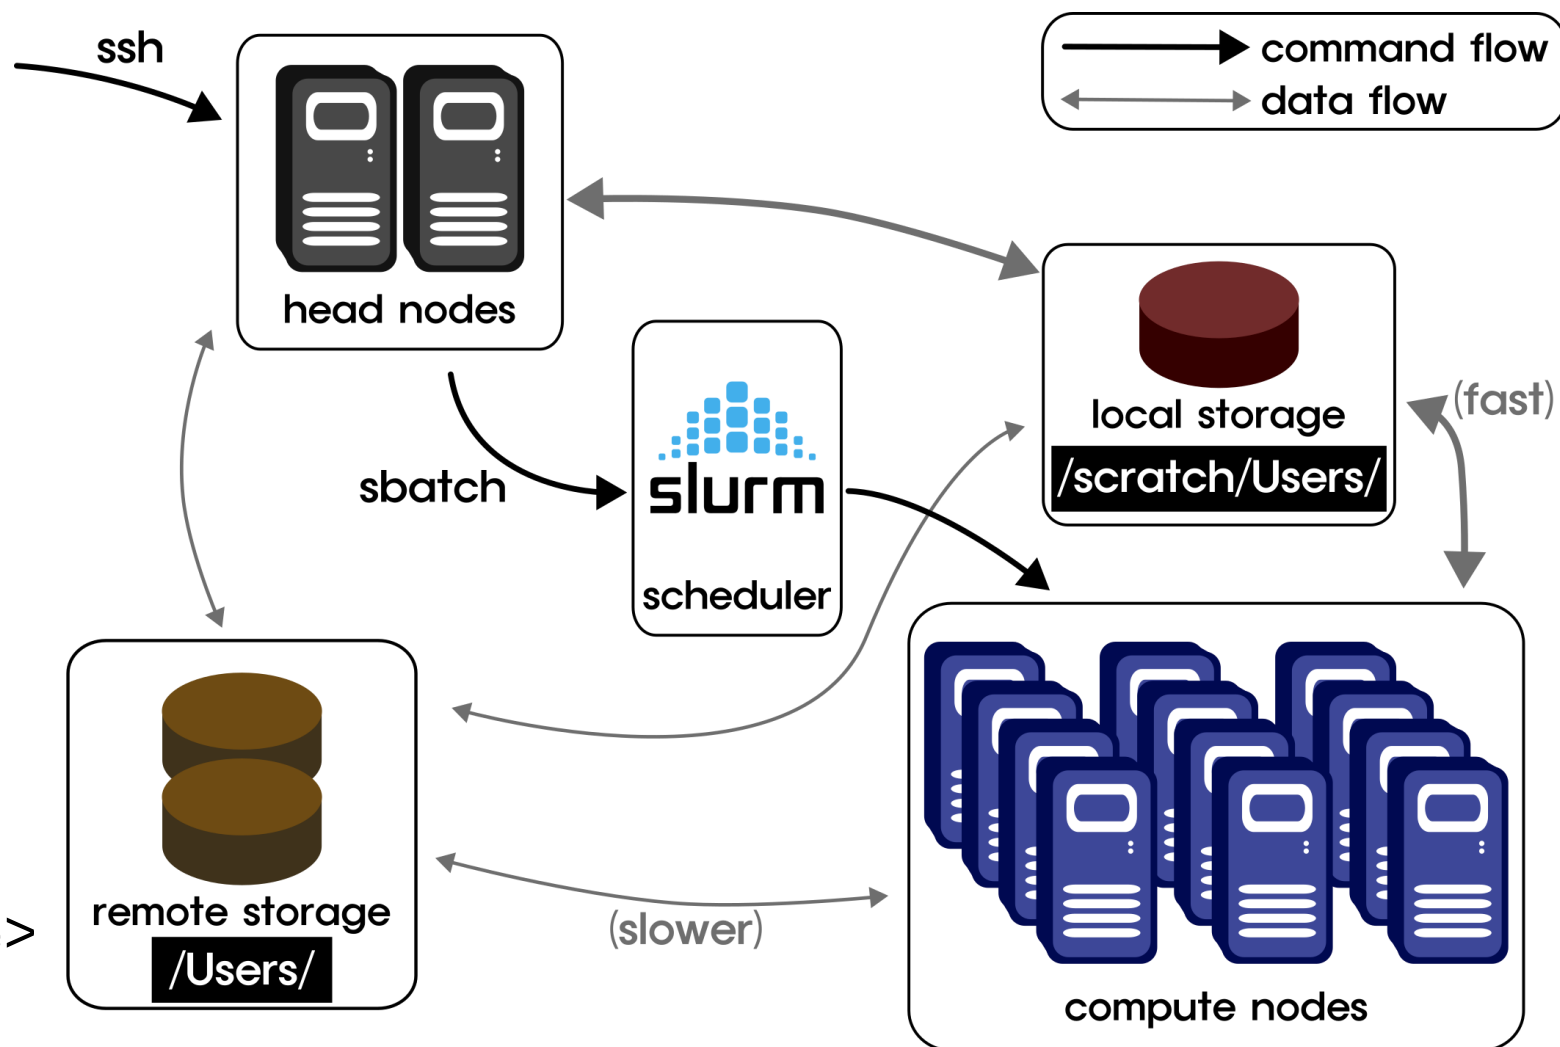 ssh
command flow
data flow
head nodes
local storage
/scratch/Users/
(fast)
sbatch
slurm
scheduler
remote storage
/Users/
>
(slower)
compute nodes